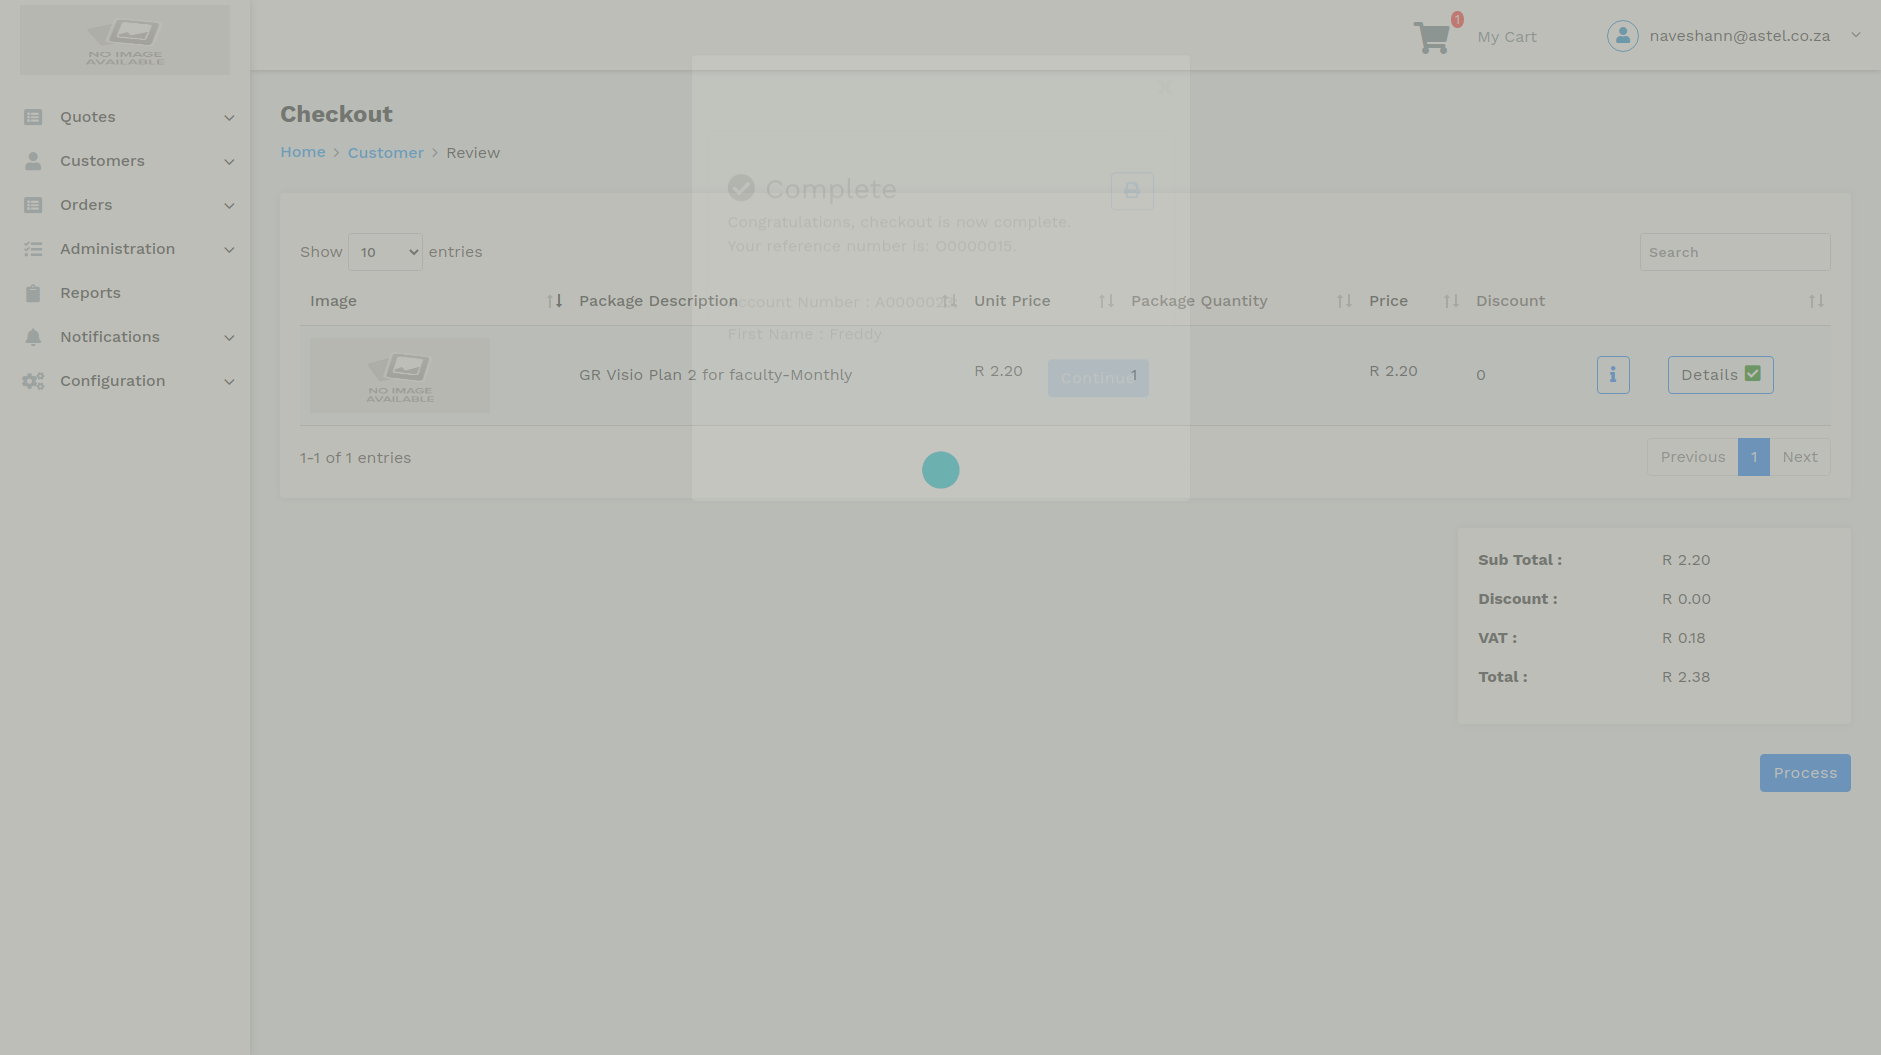 NO IMAGE
AVAILABLE
1
My Cart
naveshann@astel.co.za
Quotes
Customers
Orders
Administration
Reports
Notifications
Configuration
Checkout
Home > Customer > Review
Complete
Congratulations, checkout is now complete.
Your reference number is: O0000015.
Show 10 entries
Search
Image Package Description Unit Price Package Quantity Price Discount
Account Number :
First Name : Freddy
NO IMAGE
AVAILABLE
GR Visio Plan 2 for faculty-Monthly R 2.20 1 R 2.20 0 Details
Continue
1-1 of 1 entries
Previous 1 Next
Sub Total : R 2.20
Discount : R 0.00
VAT : R 0.18
Total : R 2.38
Process